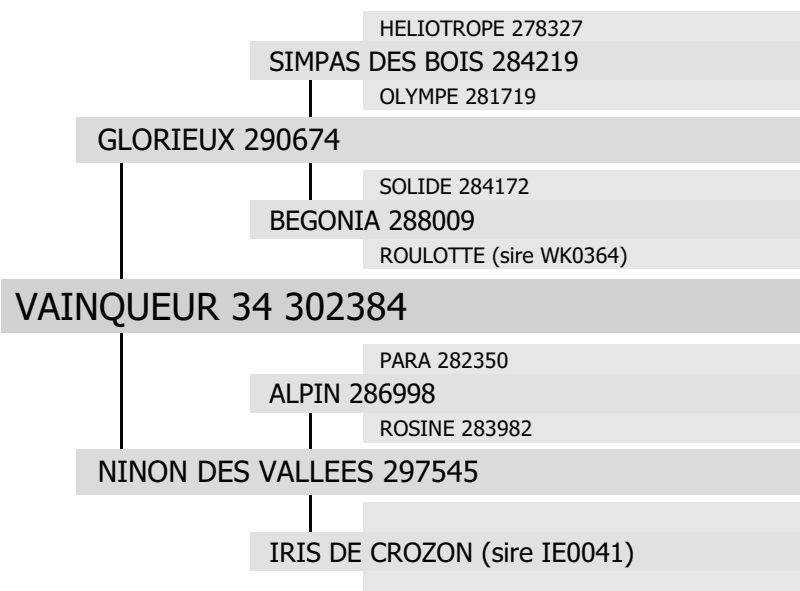 HELIOTROPE 278327
SIMPAS DES BOIS 284219
OLYMPE 281719
GLORIEUX 290674
SOLIDE 284172
BEGONIA 288009
ROULOTTE (sire WK0364)
VAINQUEUR 34 302384
PARA 282350
ALPIN 286998
ROSINE 283982
NINON DES VALLEES 297545
IRIS DE CROZON (sire IE0041)